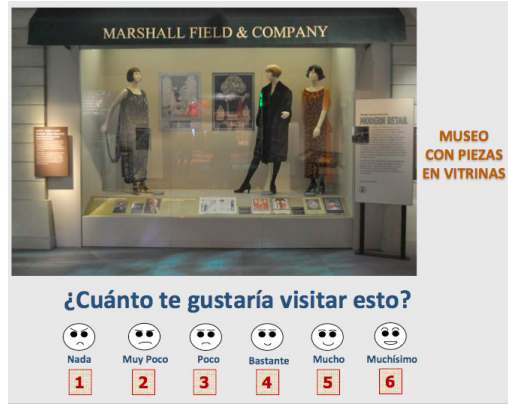 MARSHALL FIELD & COMPANY
MODERN RETAIL
MUSEO
CON PIEZAS
EN VITRINAS
¿Cuánto te gustaría visitar esto?
Nada Muy Poco Poco Bastante Mucho Muchísimo
1 2 3 4 5 6